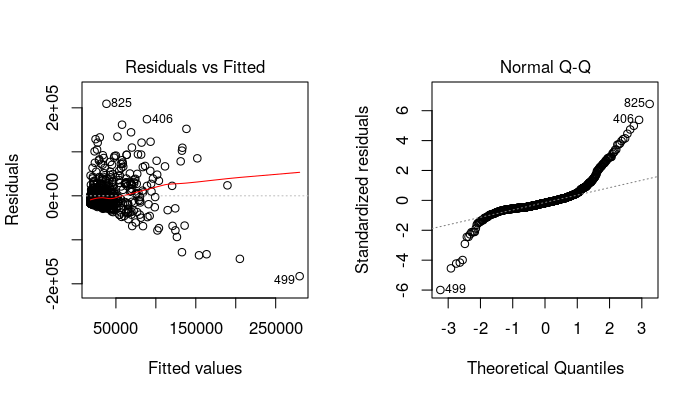 Residuals vs Fitted
Residuals
2e+05
0e+00
-2e+05
825
406
499
50000
150000
250000
Fitted values
Normal Q-Q
Standardized residuals
6
4
2
0
-2
-4
-6
825
406
499
-3
-2
-1
0
1
2
3
Theoretical Quantiles